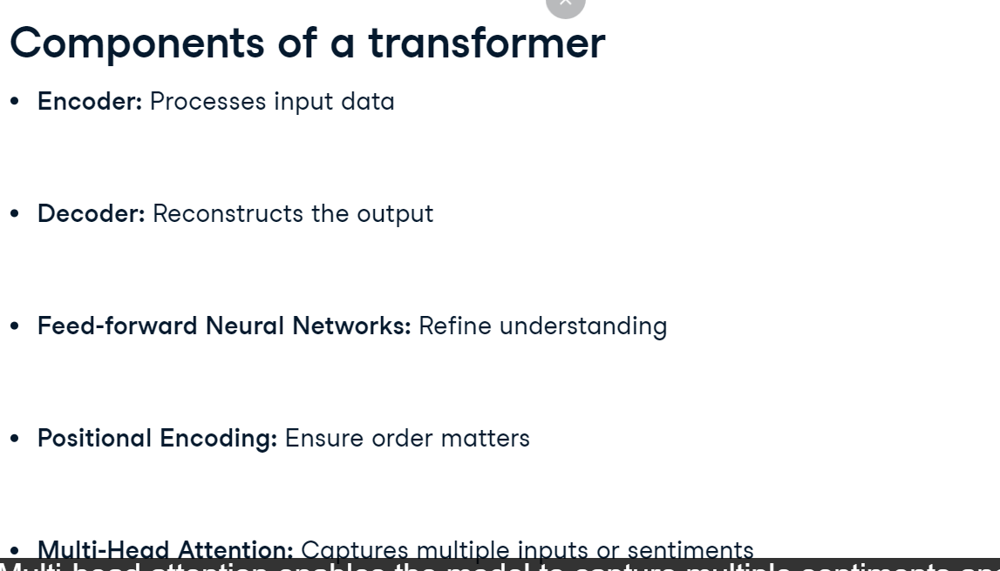 Components of a transformer
• Encoder: Processes input data
• Decoder: Reconstructs the output
• Feed-forward Neural Networks: Refine understanding
• Positional Encoding: Ensure order matters
• Multi-Head Attention: Captures multiple inputs or sentiments
Multi-head attention enables the model to capture multiple sentiments